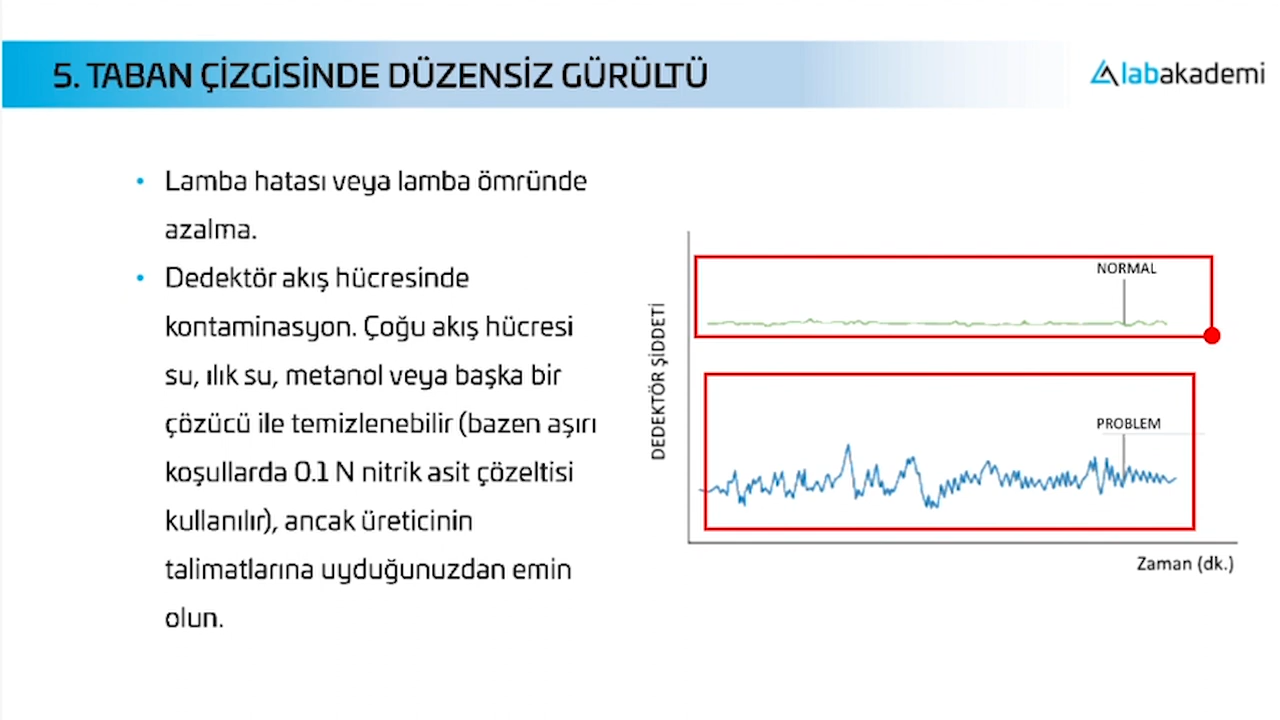 5. TABAN ÇİZGİSİNDE DÜZENSİZ GÜRÜLTÜ
labakademi
• Lamba hatası veya lamba ömründe
azalma.
• Dedektör akış hücresinde
kontaminasyon. Çoğu akış hücresi
su, ılık su, metanol veya başka bir
çözücü ile temizlenebilir (bazen aşırı
koşullarda 0.1 N nitrik asit çözeltisi
kullanılır), ancak üreticinin
talimatlarına uyduğunuzdan emin
olun.
DEDEKTÖR ŞİDDETİ
NORMAL
PROBLEM
Zaman (dk.)